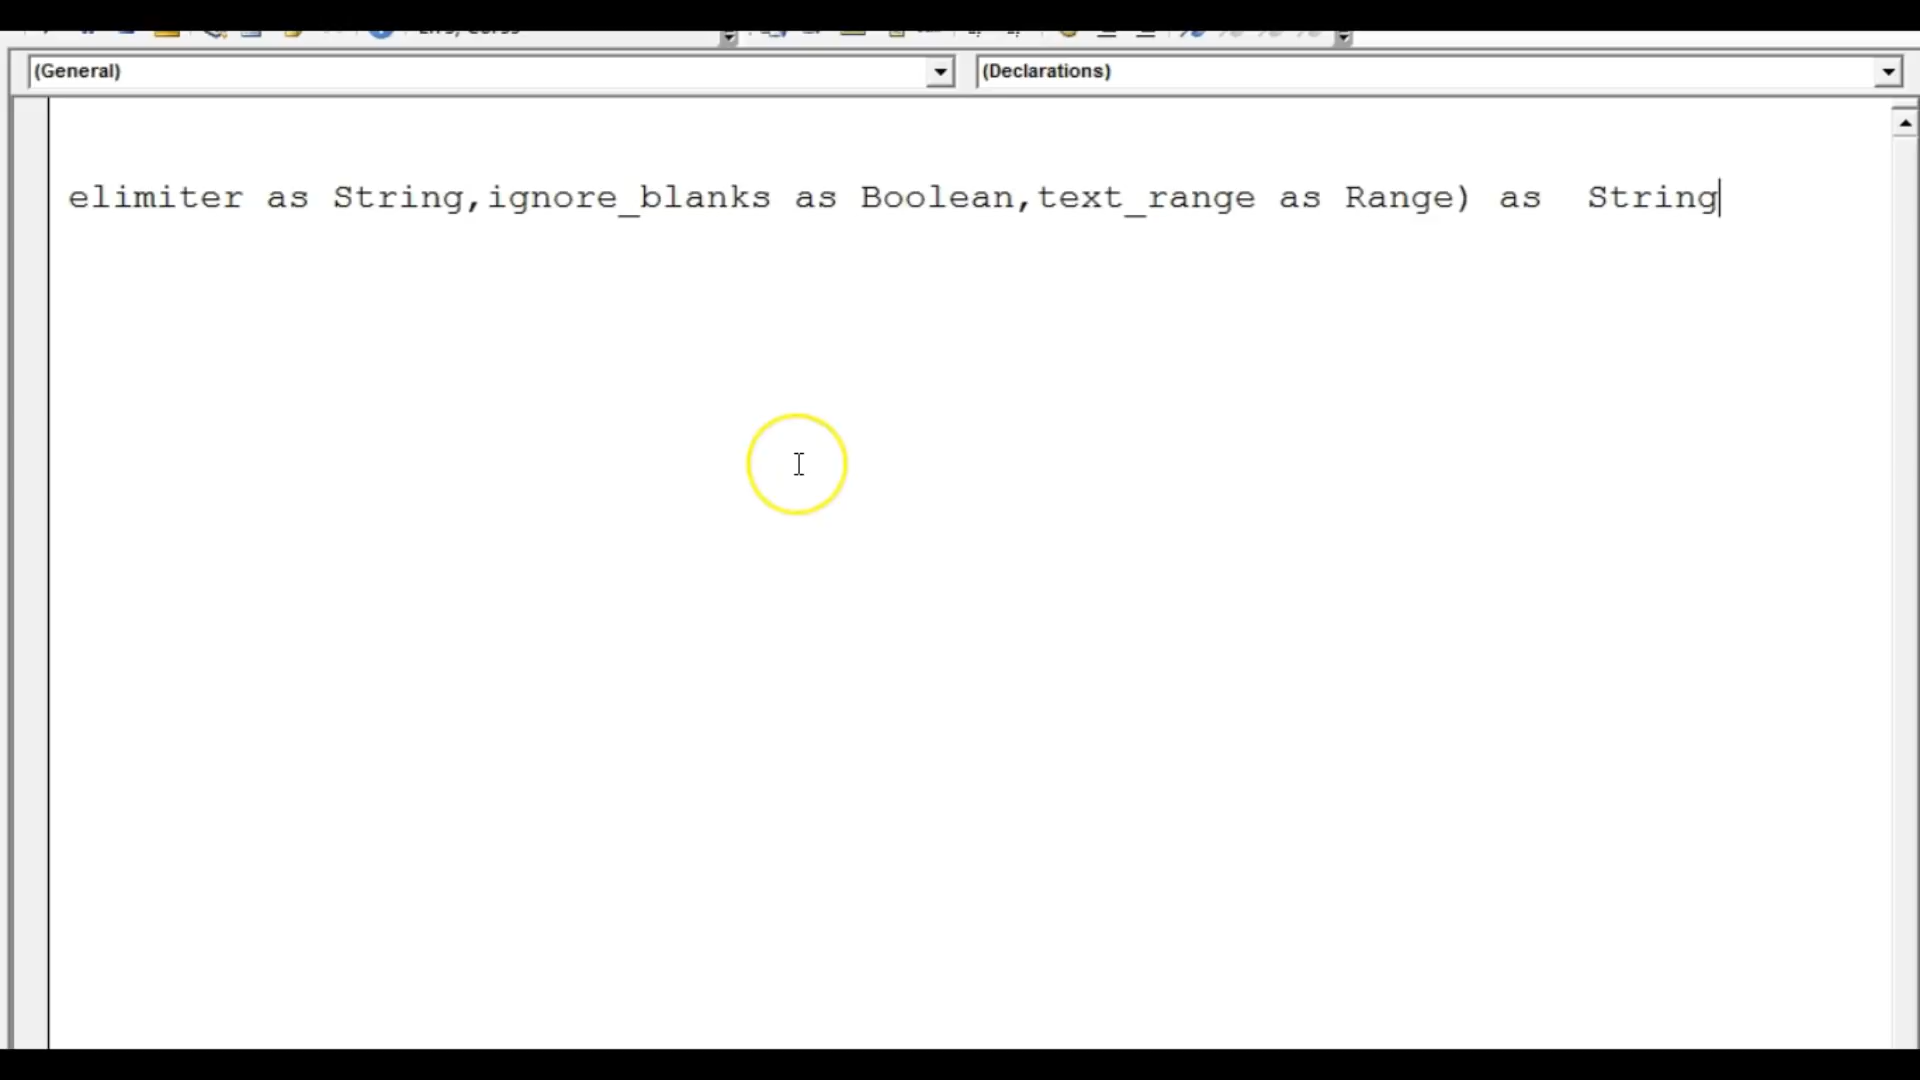 (General)
(Declarations)
elimiter as String,ignore_blanks as Boolean,text_range as Range) as  String